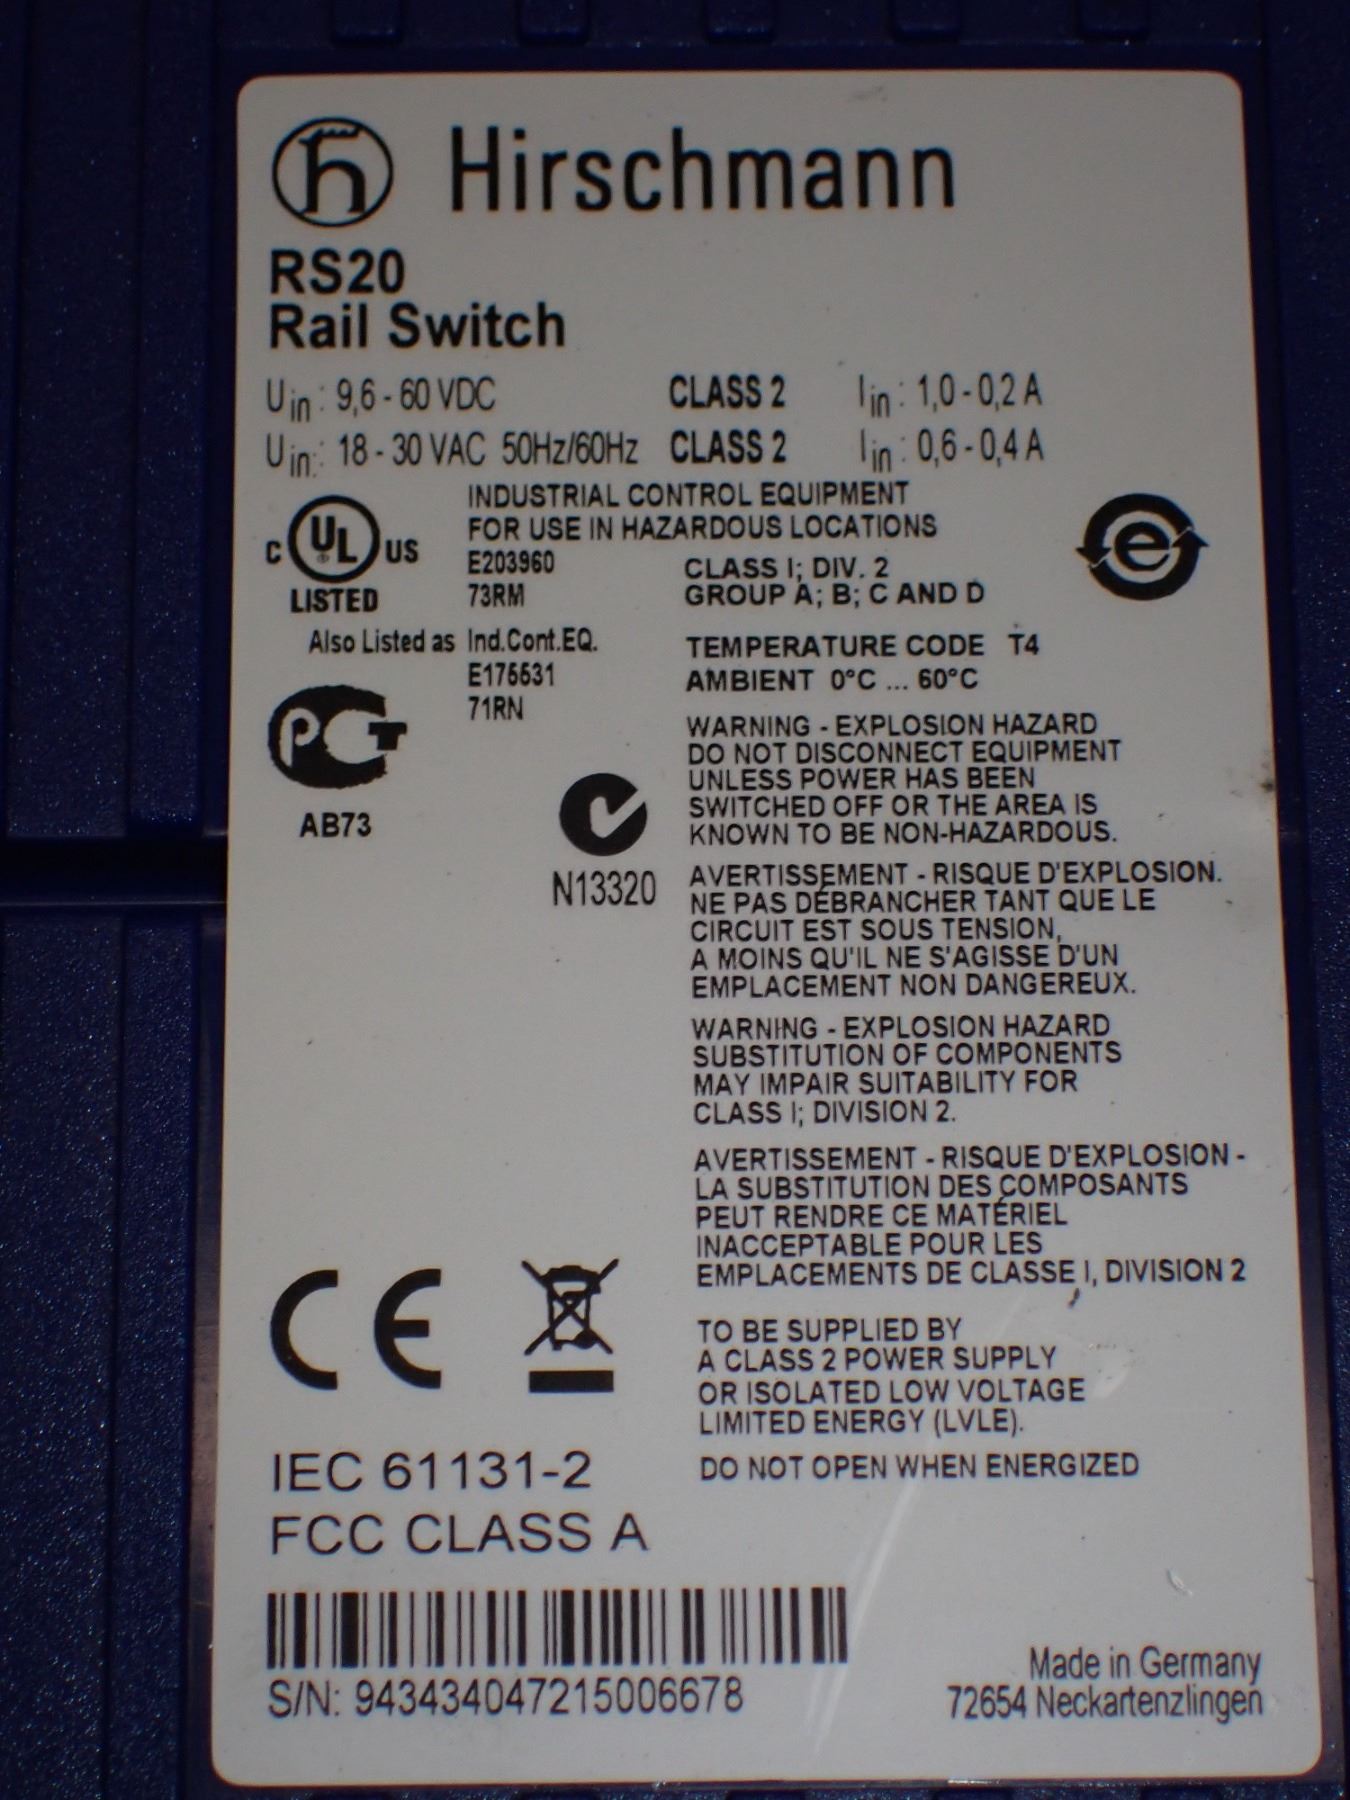 Hirschmann
RS20
Rail Switch
Uin: 9,6 - 60 VDC CLASS 2 Iin: 1,0 - 0,2 A
Uin: 18 - 30 VAC 50Hz/60Hz CLASS 2 Iin: 0,6 - 0,4 A
INDUSTRIAL CONTROL EQUIPMENT
FOR USE IN HAZARDOUS LOCATIONS
C UL US
LISTED
E203960
73RM
CLASS I; DIV. 2
GROUP A; B; C AND D
e
Also Listed as Ind.Cont.EQ.
E175531
71RN
TEMPERATURE CODE T4
AMBIENT 0°C ... 60°C
РСТ
AB73
N13320
WARNING - EXPLOSION HAZARD
DO NOT DISCONNECT EQUIPMENT
UNLESS POWER HAS BEEN
SWITCHED OFF OR THE AREA IS
KNOWN TO BE NON-HAZARDOUS.
AVERTISSEMENT - RISQUE D'EXPLOSION.
NE PAS DÉBRANCHER TANT QUE LE
CIRCUIT EST SOUS TENSION,
A MOINS QU'IL NE S'AGISSE D'UN
EMPLACEMENT NON DANGEREUX.
WARNING - EXPLOSION HAZARD
SUBSTITUTION OF COMPONENTS
MAY IMPAIR SUITABILITY FOR
CLASS I; DIVISION 2.
AVERTISSEMENT - RISQUE D'EXPLOSION -
LA SUBSTITUTION DES COMPOSANTS
PEUT RENDRE CE MATÉRIEL
INACCEPTABLE POUR LES
EMPLACEMENTS DE CLASSE I, DIVISION 2
TO BE SUPPLIED BY
A CLASS 2 POWER SUPPLY
OR ISOLATED LOW VOLTAGE
LIMITED ENERGY (LVLE).
DO NOT OPEN WHEN ENERGIZED
CE
IEC 61131-2
FCC CLASS A
S/N: 943434047215006678
Made in Germany
72654 Neckartenzlingen